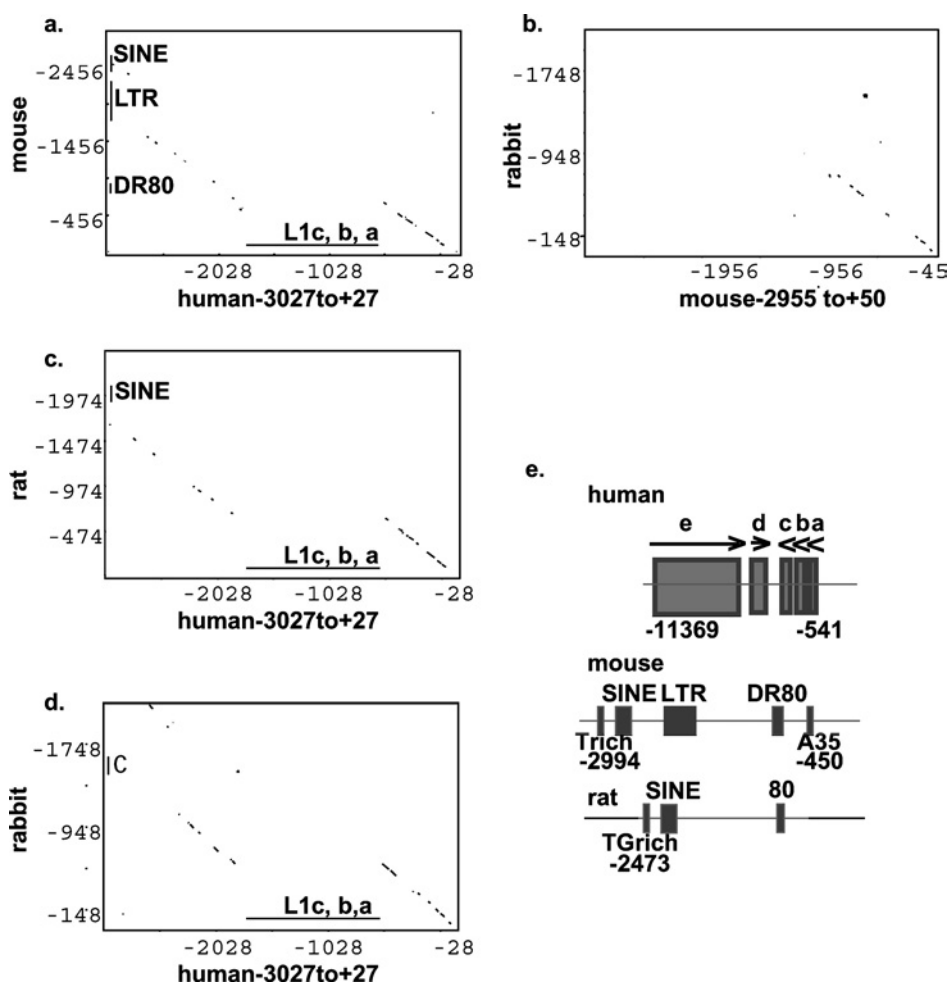 a.
SINE
-2456
LTR
-1456
DR80
-456
mouse
L1c, b, a
-2028 -1028 -28
human-3027to+27
b.
-1748
-948
-148
rabbit
-1956 -956 -45
mouse-2955 to+50
c.
SINE
-1974
-1474
-974
-474
rat
L1c, b, a
-2028 -1028 -28
human-3027to+27
d.
-1748
C
-948
-148
rabbit
L1c, b,a
-2028 -1028 -28
human-3027to+27
e.
human
e d c b a
-11369 -541
mouse
SINE LTR DR80
Trich A35
-2994 -450
rat SINE 80
TGrich
-2473